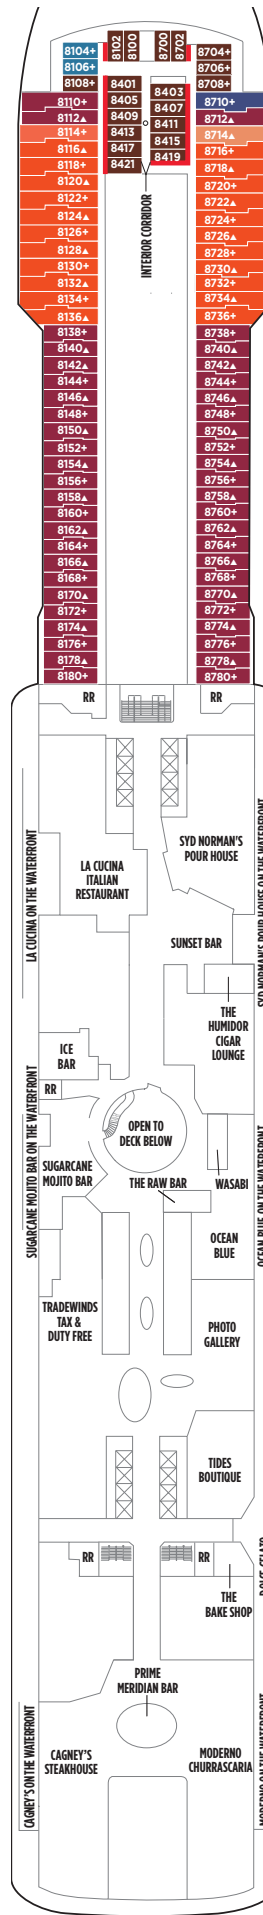 8104+
8102
8100
8700
8702
8704+
8106+
8706+
8108+
8401
8403
8708+
8110+
8405
8407
8710+
8112▲
8409
8411
8712▲
8114+
8413
8415
8714▲
8116▲
8417
8419
8716+
8118+
8421
8718▲
8120▲
8720+
8122+
8722▲
8124▲
8724+
8126+
8726▲
8128▲
8728+
8130+
8730▲
8132▲
8732+
8134+
8734▲
8136▲
8736+
INTERIOR CORRIDOR
8138+
8738+
8140▲
8740▲
8142▲
8742▲
8144+
8744+
8146▲
8746▲
8148+
8748+
8150▲
8750▲
8152+
8752+
8154▲
8754▲
8156+
8756+
8158▲
8758▲
8160+
8760+
8162▲
8762▲
8164+
8764+
8166▲
8766▲
8168+
8768+
8170▲
8770▲
8172+
8772+
8174▲
8774▲
8176+
8776+
8178▲
8778▲
8180+
8780+
RR
RR
LA CUCINA ON THE WATERFRONT
LA CUCINA
ITALIAN
RESTAURANT
SYD NORMAN'S
POUR HOUSE
SYD NORMAN'S POUR HOUSE ON THE WATERFRONT
SUNSET BAR
THE
HUMIDOR
CIGAR
LOUNGE
ICE
BAR
RR
SUGARCANE MOJITO BAR ON THE WATERFRONT
OPEN TO
DECK BELOW
SUGARCANE
MOJITO BAR
THE RAW BAR
WASABI
OCEAN
BLUE
OCEAN BLUE ON THE WATERFRONT
TRADEWINDS
TAX &
DUTY FREE
PHOTO
GALLERY
TIDES
BOUTIQUE
RR
RR
THE
BAKE SHOP
DOLCE GELATO
PRIME
MERIDIAN BAR
CAGNEY'S
STEAKHOUSE
MODERNO
CHURRASCARIA
CAGNEY'S ON THE WATERFRONT
MODERNO ON THE WATERFRONT